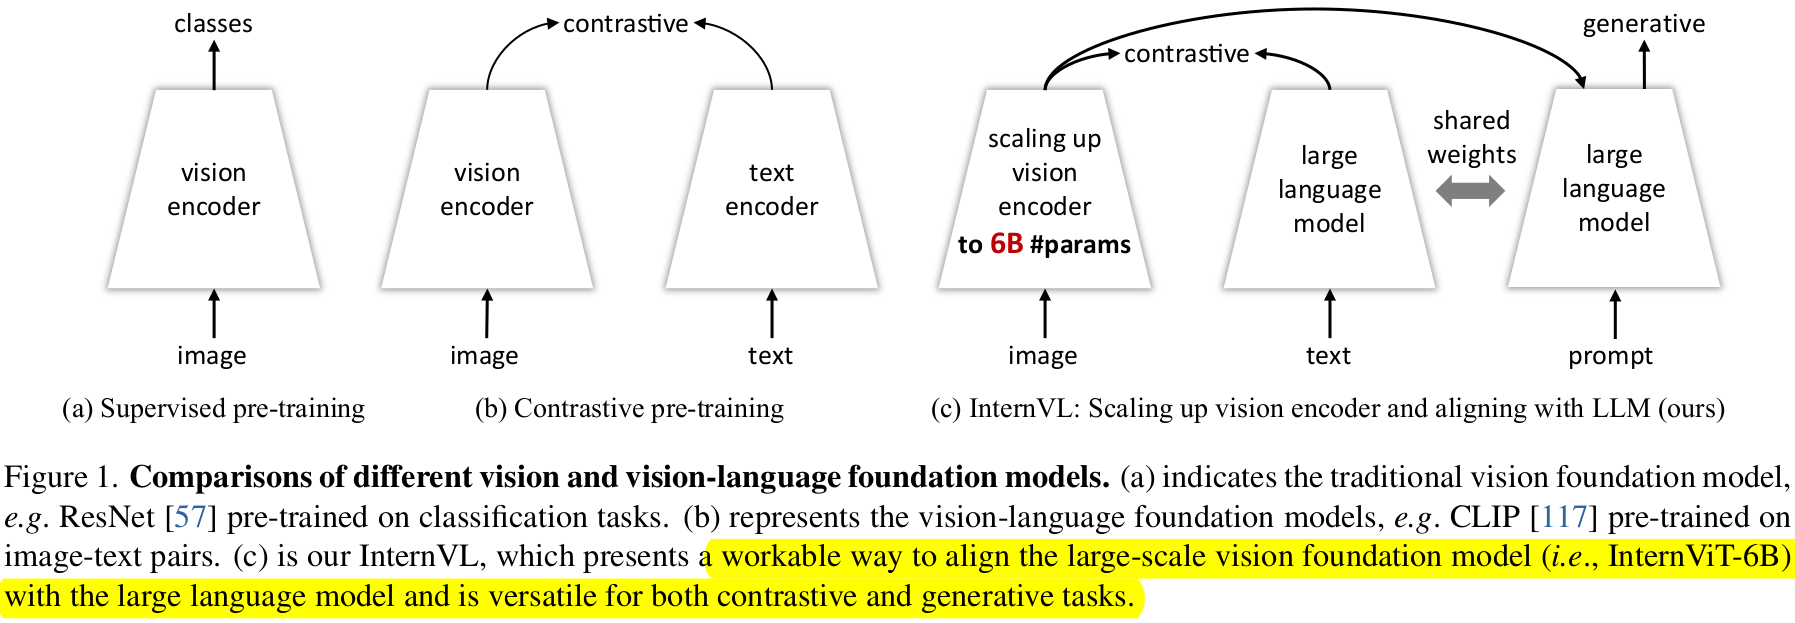 classes
contrastive
generative
contrastive
vision
encoder
vision
encoder
text
encoder
scaling up
vision
encoder
to 6B #params
large
language
model
shared
weights
large
language
model
image
image
text
image
text
prompt
(a) Supervised pre-training
(b) Contrastive pre-training
(c) InternVL: Scaling up vision encoder and aligning with LLM (ours)
Figure 1. Comparisons of different vision and vision-language foundation models. (a) indicates the traditional vision foundation model,
e.g. ResNet [57] pre-trained on classification tasks. (b) represents the vision-language foundation models, e.g. CLIP [117] pre-trained on
image-text pairs. (c) is our InternVL, which presents a workable way to align the large-scale vision foundation model (i.e., InternViT-6B)
with the large language model and is versatile for both contrastive and generative tasks.